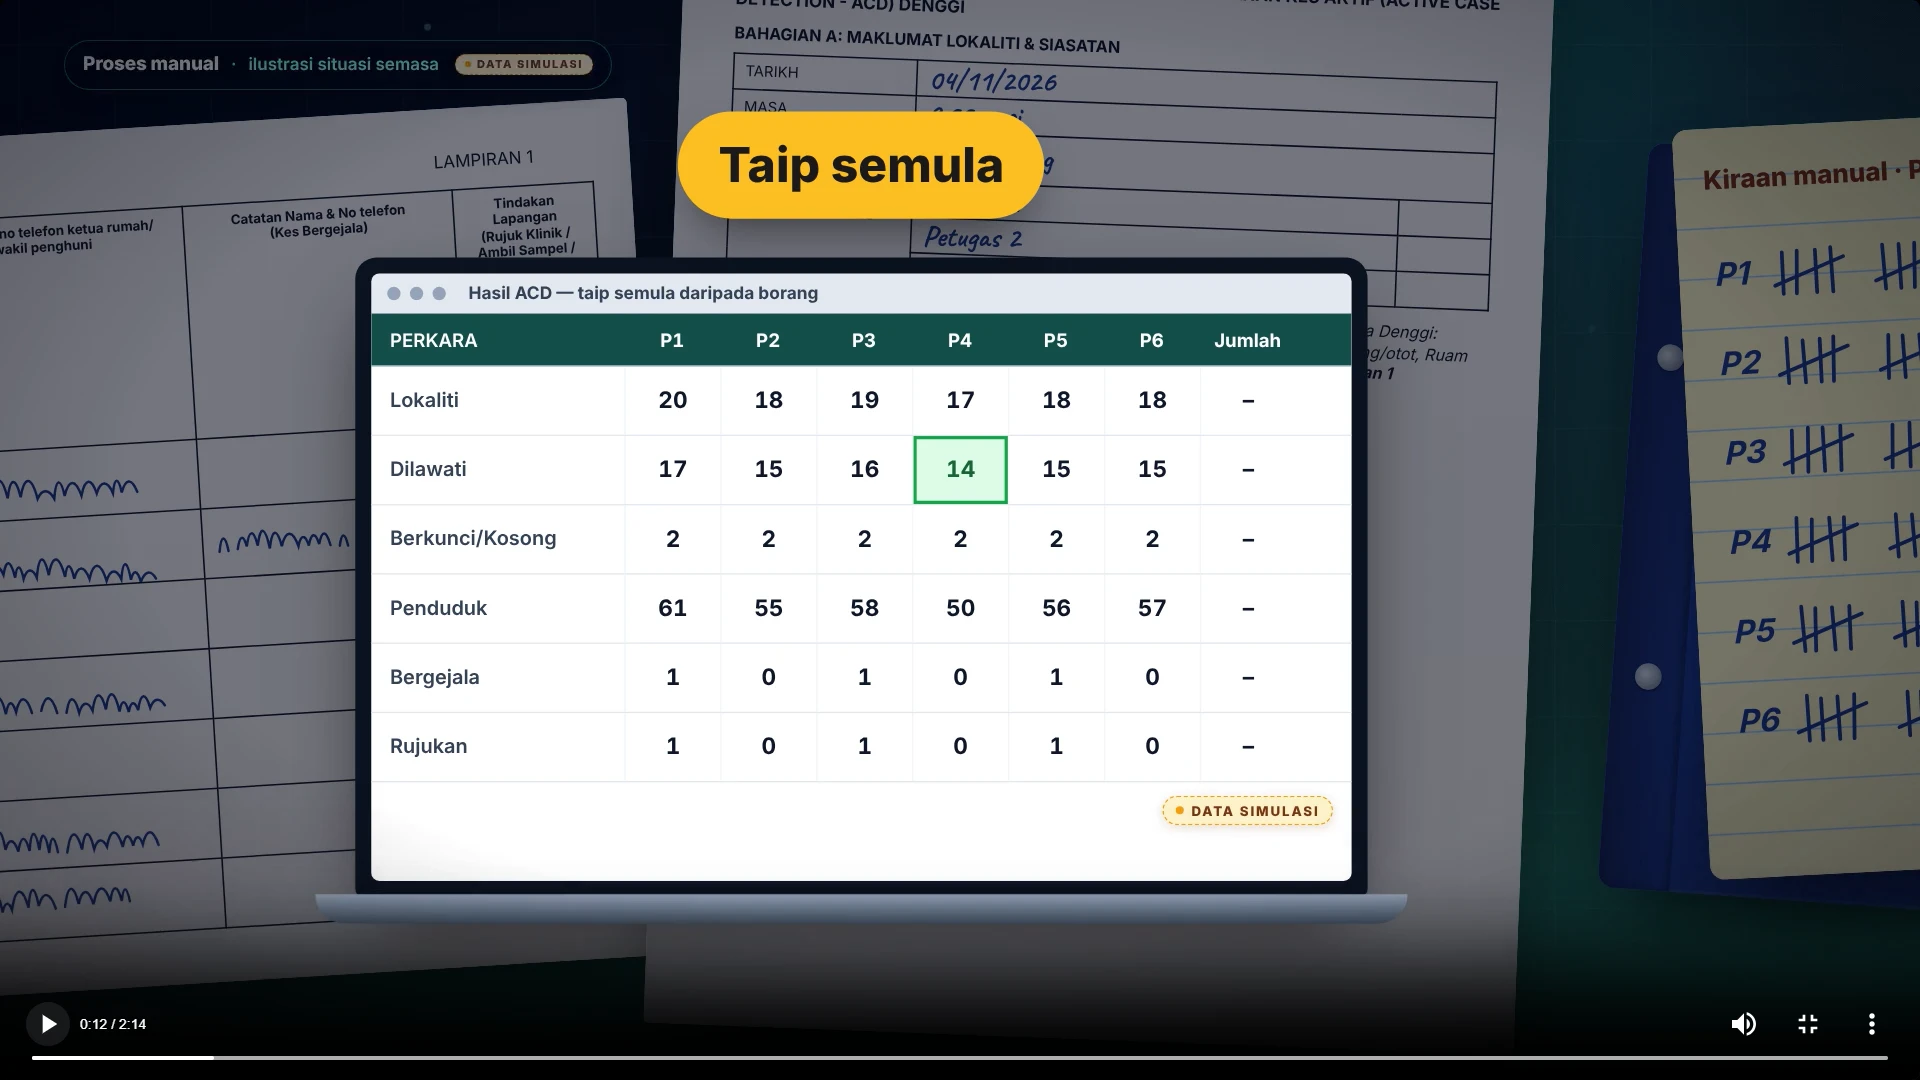 DETECTION - ACD) DENGGI
AKTIF (ACTIVE CASE
BAHAGIAN A: MAKLUMAT LOKALITI & SIASATAN
Proses manual · ilustrasi situasi semasa DATA SIMULASI
TARIKH 04/11/2026
MASA
Taip semula
LAMPIRAN 1
no telefon ketua rumah/
wakil penghuni
Catatan Nama & No telefon
(Kes Bergejala)
Tindakan
Lapangan
(Rujuk Klinik /
Ambil Sampel /
Petugas 2
Denggi:
ng/otot, Ruam
Hasil ACD — taip semula daripada borang
PERKARA P1 P2 P3 P4 P5 P6 Jumlah
Lokaliti 20 18 19 17 18 18 –
Dilawati 17 15 16 14 15 15 –
Berkunci/Kosong 2 2 2 2 2 2 –
Penduduk 61 55 58 50 56 57 –
Bergejala 1 0 1 0 1 0 –
Rujukan 1 0 1 0 1 0 –
DATA SIMULASI
Kiraan manual ·
P1
P2
P3
P4
P5
P6
0:12 / 2:14